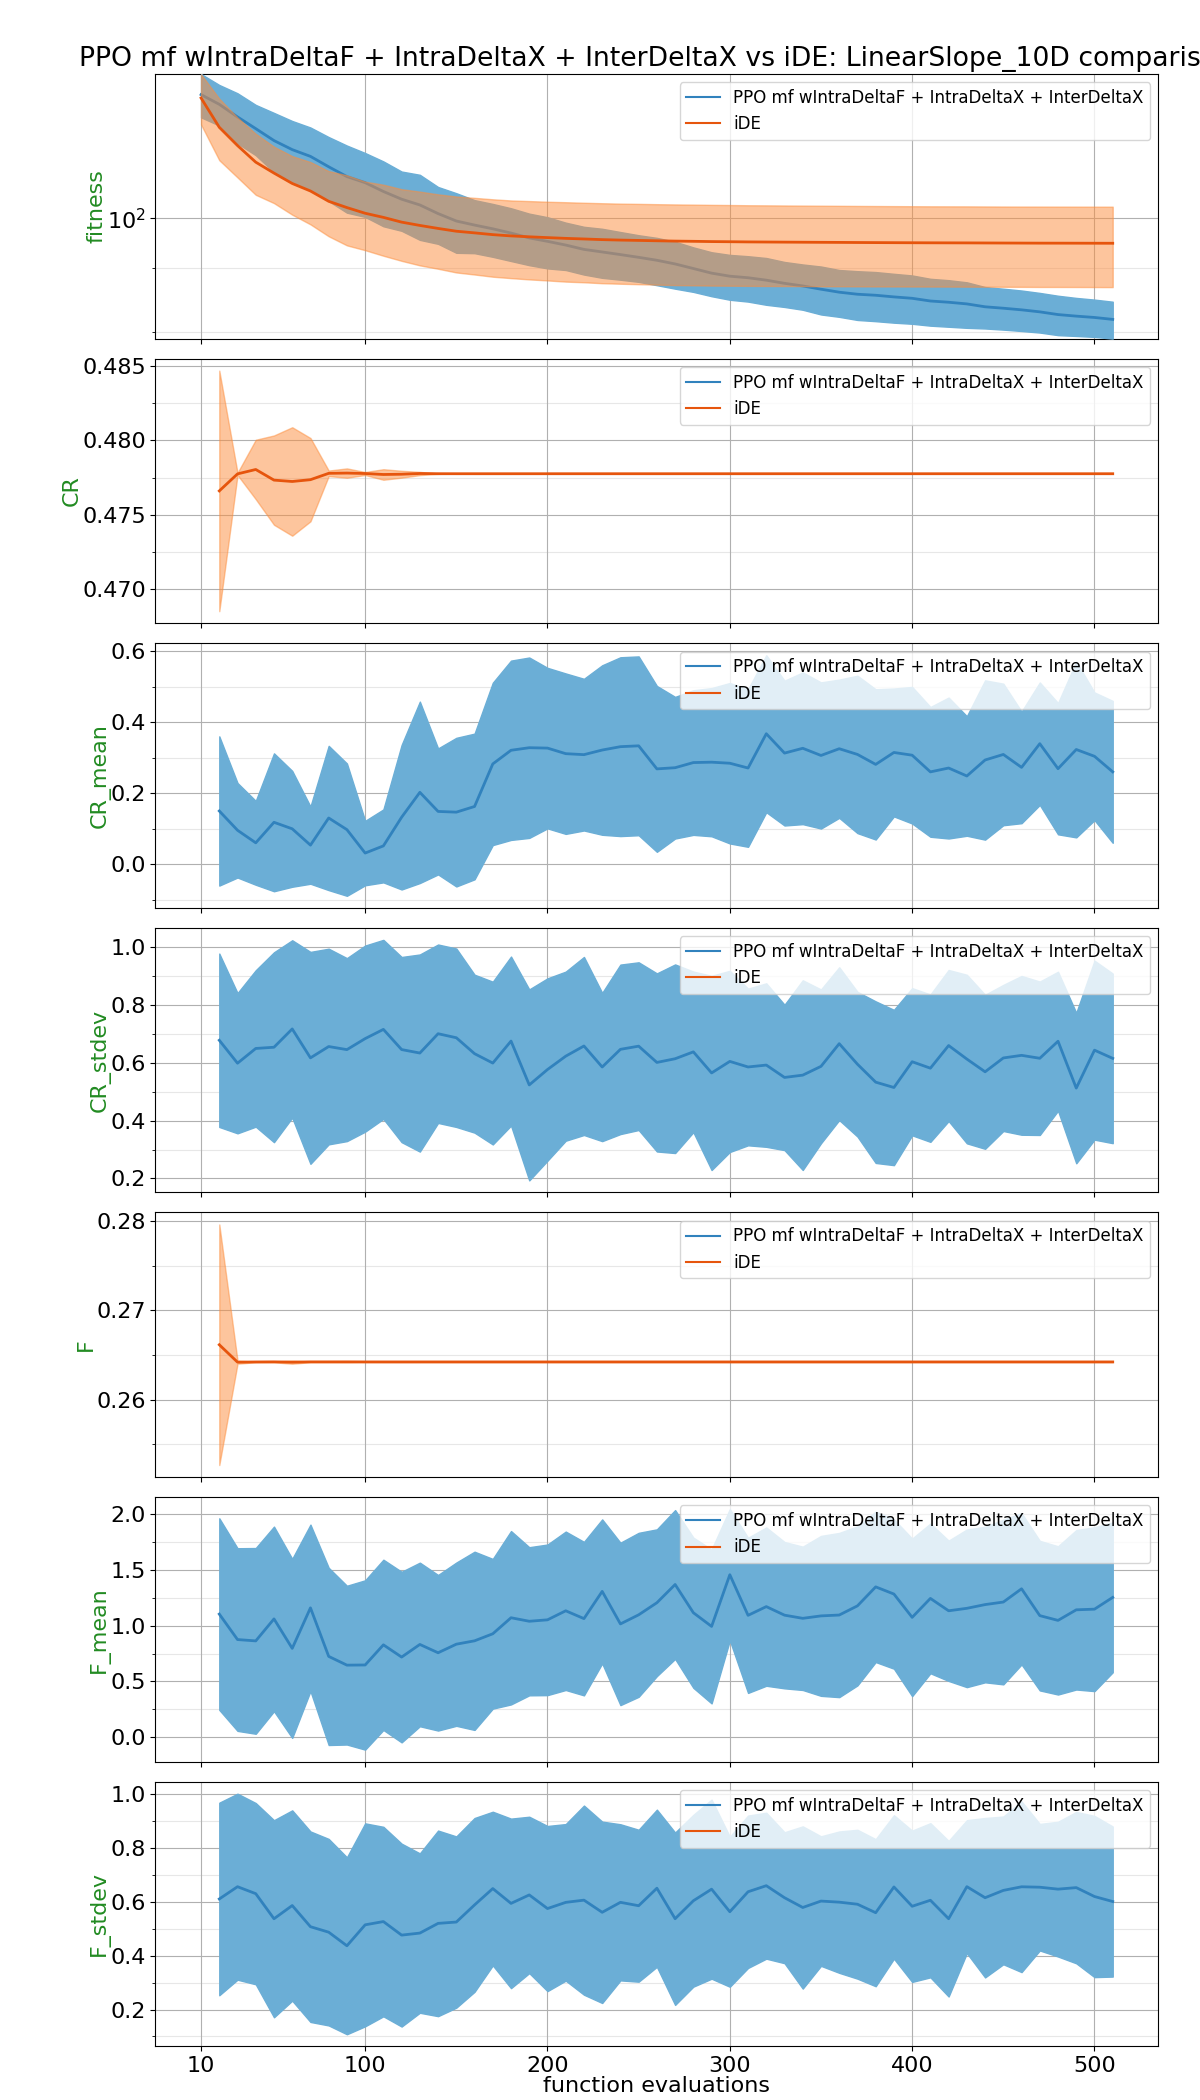 PPO mf wIntraDeltaF + IntraDeltaX + InterDeltaX vs iDE: LinearSlope_10D comparis
fitness
10²
PPO mf wIntraDeltaF + IntraDeltaX + InterDeltaX
iDE
CR
0.485
0.480
0.475
0.470
PPO mf wIntraDeltaF + IntraDeltaX + InterDeltaX
iDE
CR_mean
0.6
0.4
0.2
0.0
PPO mf wIntraDeltaF + IntraDeltaX + InterDeltaX
iDE
CR_stdev
1.0
0.8
0.6
0.4
0.2
PPO mf wIntraDeltaF + IntraDeltaX + InterDeltaX
iDE
F
0.28
0.27
0.26
PPO mf wIntraDeltaF + IntraDeltaX + InterDeltaX
iDE
F_mean
2.0
1.5
1.0
0.5
0.0
PPO mf wIntraDeltaF + IntraDeltaX + InterDeltaX
iDE
F_stdev
1.0
0.8
0.6
0.4
0.2
PPO mf wIntraDeltaF + IntraDeltaX + InterDeltaX
iDE
10 100 200 300 400 500
function evaluations